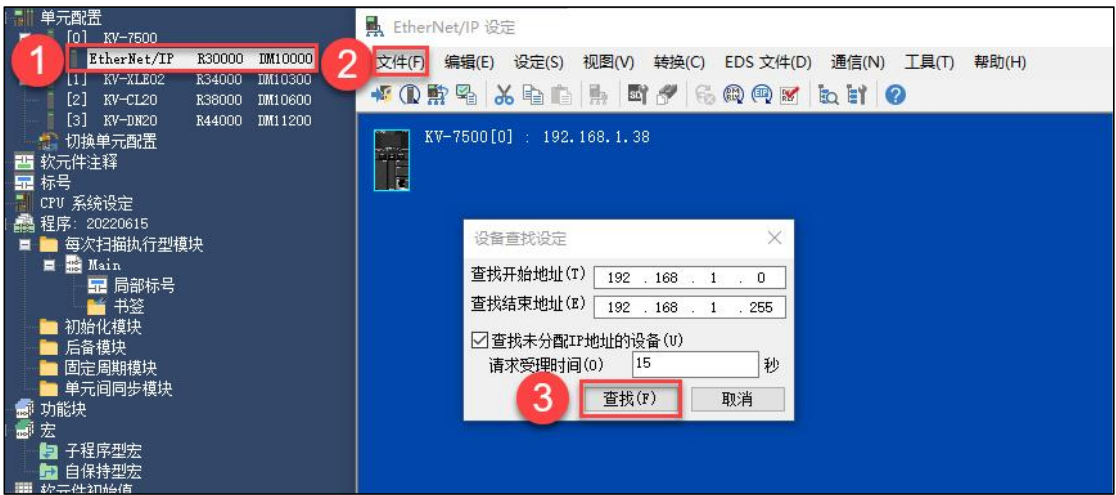 单元配置
[0] KV-7500
1
EtherNet/IP R30000 DM10000
[1] KV-XLE02 R34000 DM10300
[2] KV-CL20 R38000 DM10600
[3] KV-DN20 R44000 DM11200
切换单元配置
软元件注释
标号
CPU 系统设定
程序: 20220615
每次扫描执行型模块
Main
局部标号
书签
初始化模块
后备模块
固定周期模块
单元间同步模块
功能块
宏
子程序型宏
自保持型宏
软元件初始值
EtherNet/IP 设定
2
文件(F) 编辑(E) 设定(S) 视图(V) 转换(C) EDS 文件(D) 通信(N) 工具(T) 帮助(H)
KV-7500[0] : 192.168.1.38
设备查找设定
查找开始地址(T) 192 . 168 . 1 . 0
查找结束地址(E) 192 . 168 . 1 . 255
查找未分配IP地址的设备(U)
请求受理时间(O) 15 秒
3
查找(F) 取消